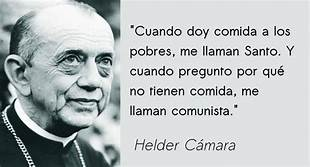 "Cuando doy comida a los
pobres, me llaman Santo. Y
cuando pregunto por qué
no tienen comida, me
llaman comunista."
Helder Cámara